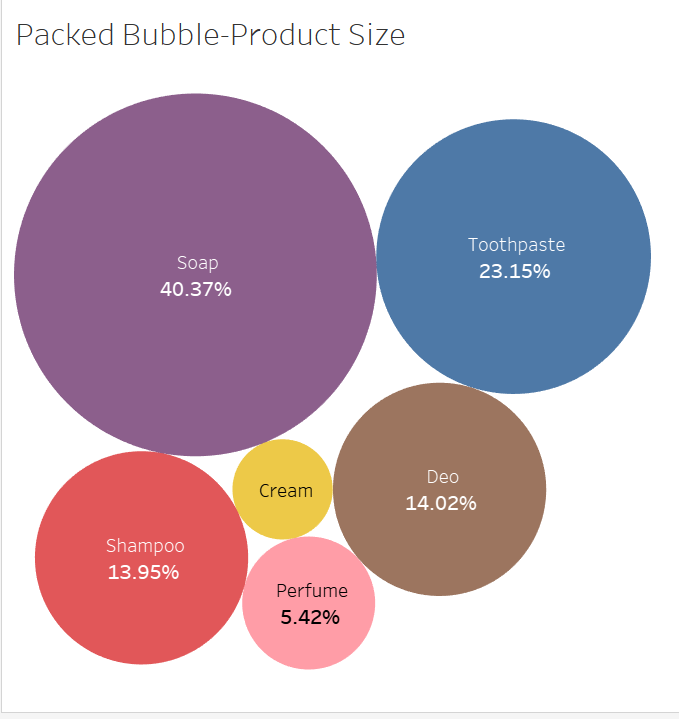 Packed Bubble-Product Size
Soap
40.37%
Toothpaste
23.15%
Cream
Deo
14.02%
Shampoo
13.95%
Perfume
5.42%